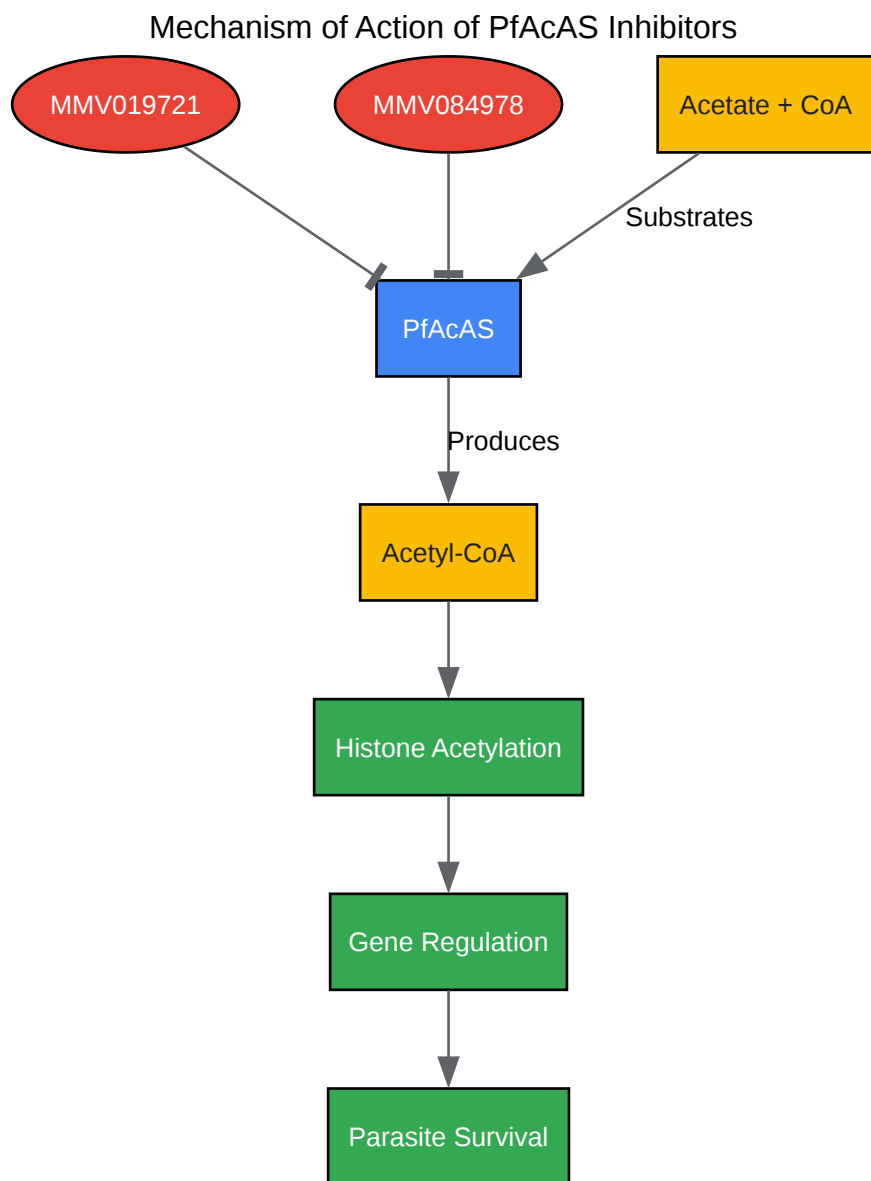 Mechanism of Action of PfAcAS Inhibitors
MMV019721
MMV084978
Acetate + CoA
Substrates
PfAcAS
Produces
Acetyl-CoA
Histone Acetylation
Gene Regulation
Parasite Survival